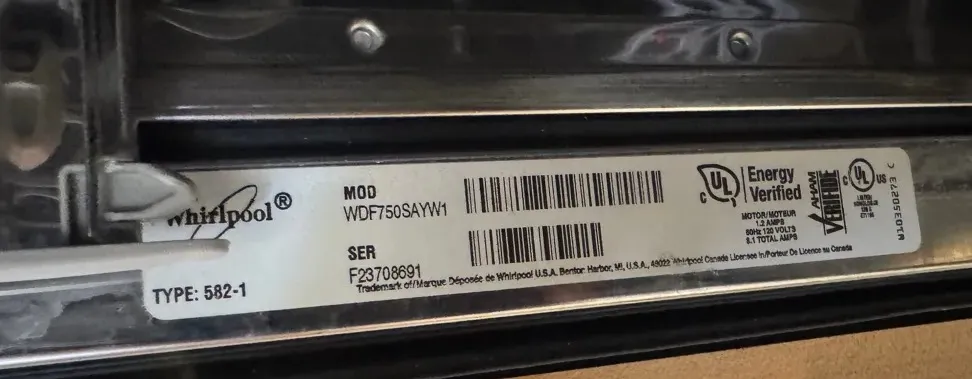 Whirlpool®
TYPE: 582-1
MOD
WDF750SAYW1
SER
F23708691
Trademark of/Marque Déposée de Whirlpool U.S.A. Benton Harbor, MI, U.S.A., 49022 Whirlpool Canada Licensee In/Porteur De Licence au Canada
C UL
Energy
Verified
MOTOR/MOTEUR
1.2 AMPS
60Hz 120 VOLTS
8.1 TOTAL AMPS
AHAM
VERIFIDE
C UL US
W10350273 C